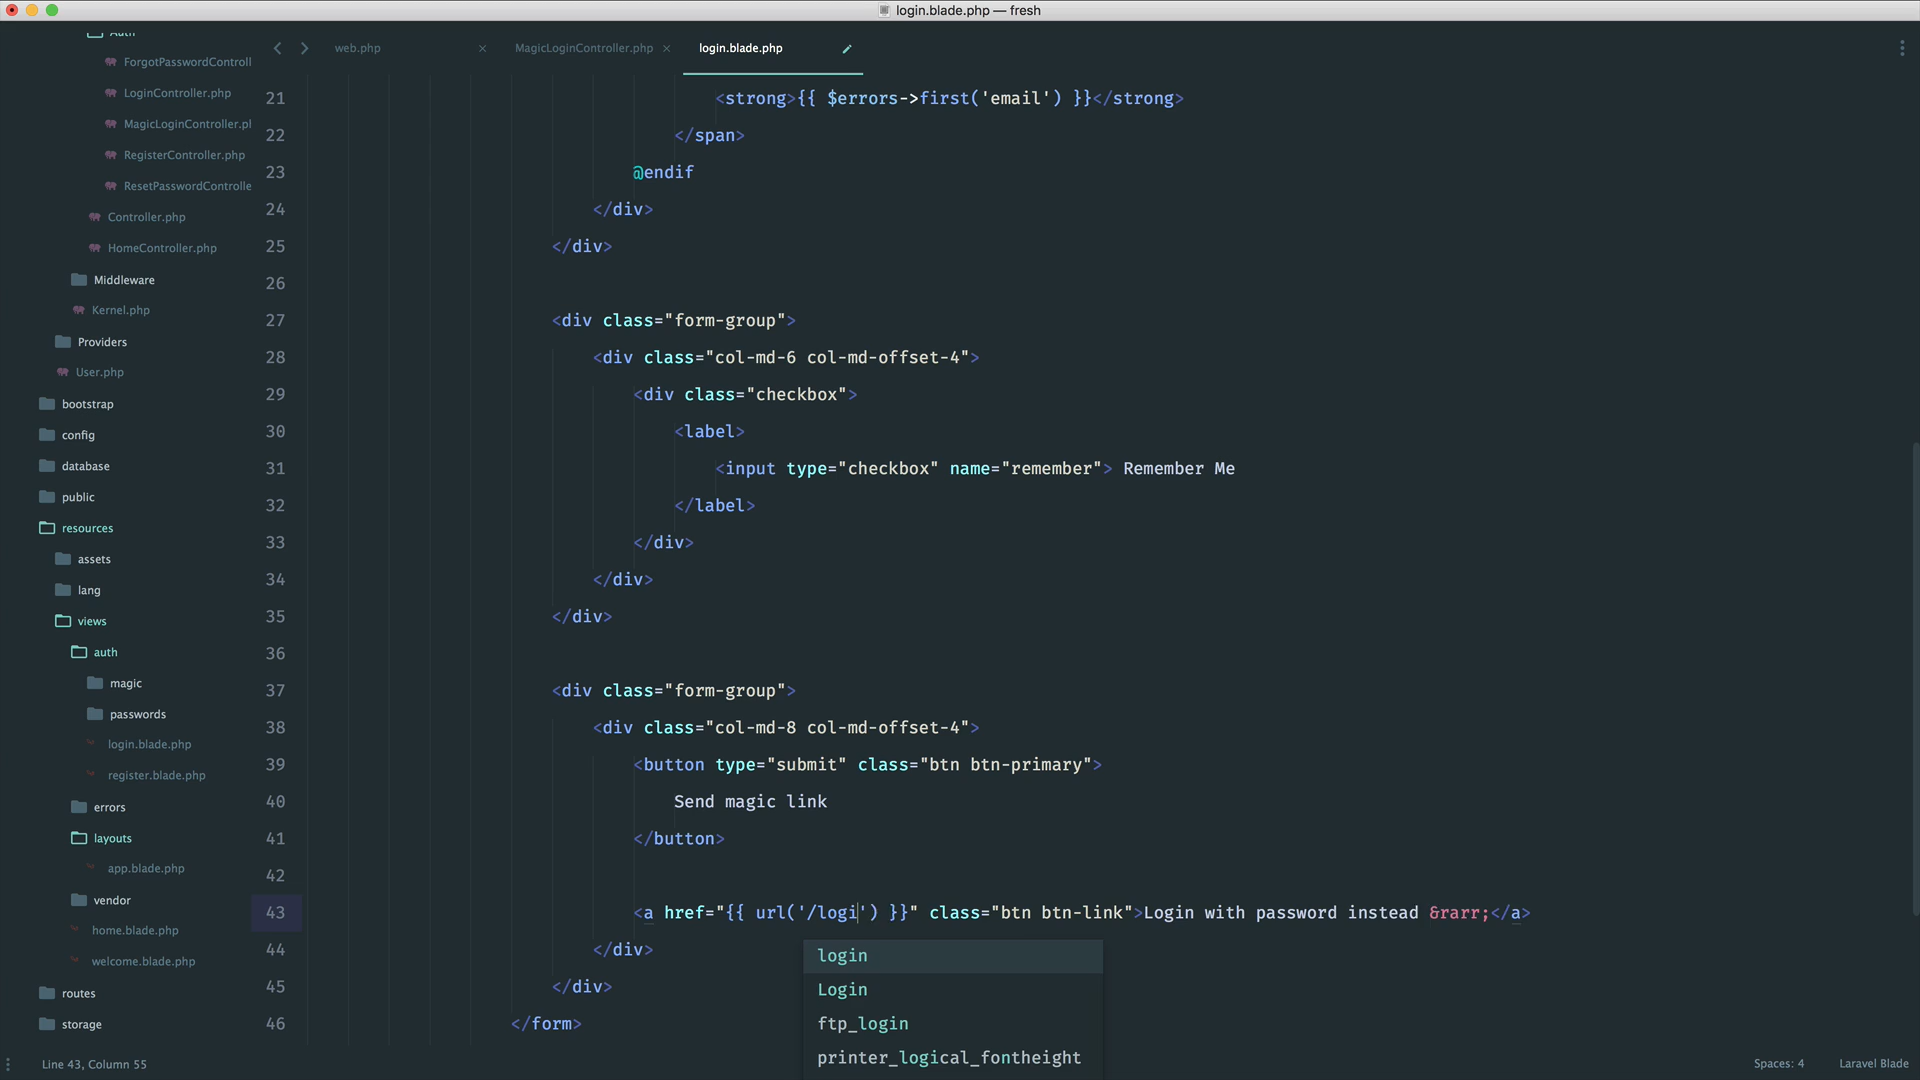 login.blade.php — fresh
Auth
ForgotPasswordControll
LoginController.php
MagicLoginController.pl
RegisterController.php
ResetPasswordControlle
Controller.php
HomeController.php
Middleware
Kernel.php
Providers
User.php
bootstrap
config
database
public
resources
assets
lang
views
auth
magic
passwords
login.blade.php
register.blade.php
errors
layouts
app.blade.php
vendor
home.blade.php
welcome.blade.php
routes
storage
web.php
MagicLoginController.php
login.blade.php
21 <strong>{{ $errors->first('email') }}</strong>
22 </span>
23 @endif
24 </div>
25 </div>
26
27 <div class="form-group">
28 <div class="col-md-6 col-md-offset-4">
29 <div class="checkbox">
30 <label>
31 <input type="checkbox" name="remember"> Remember Me
32 </label>
33 </div>
34 </div>
35 </div>
36
37 <div class="form-group">
38 <div class="col-md-8 col-md-offset-4">
39 <button type="submit" class="btn btn-primary">
40 Send magic link
41 </button>
42
43 <a href="{{ url('/logi') }}" class="btn btn-link">Login with password instead &rarr;</a>
44 </div>
45 </div>
46 </form>
login
Login
ftp_login
printer_logical_fontheight
Line 43, Column 55
Spaces: 4
Laravel Blade